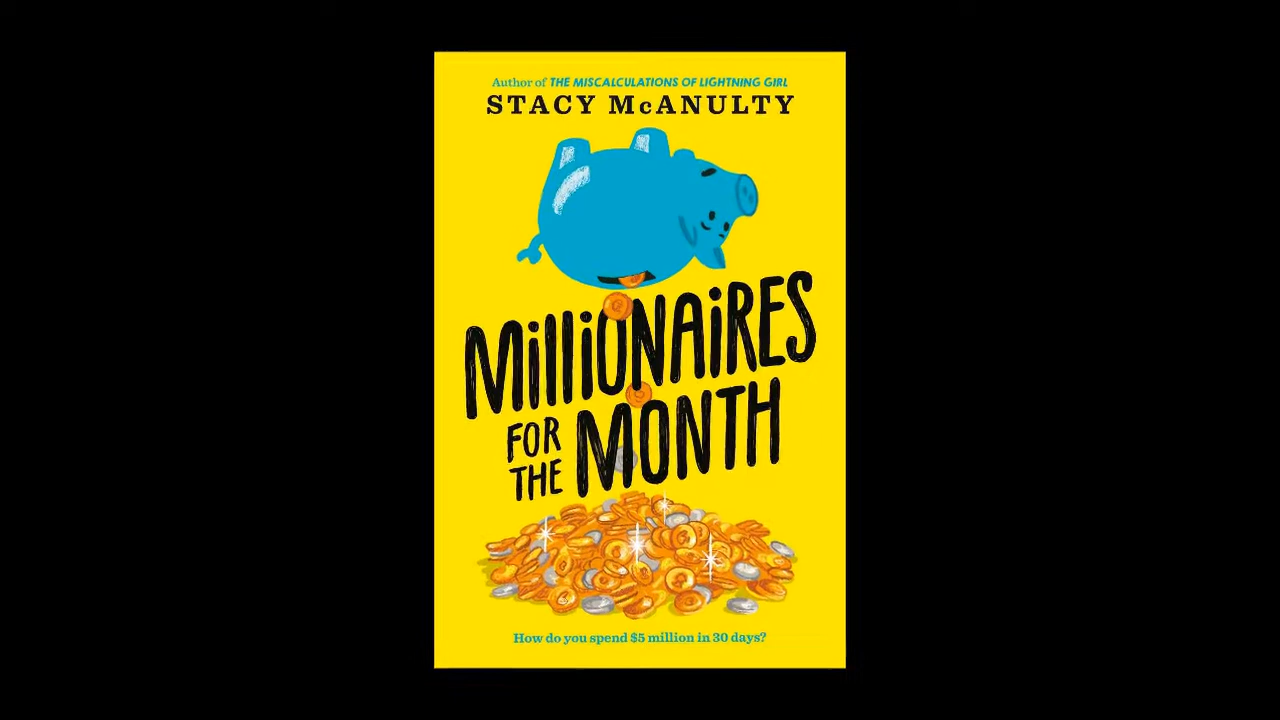 Author of THE MISCALCULATIONS OF LIGHTNING GIRL
STACY McANULTY
MillioNAiRES
FOR
THE MONTH
How do you spend $5 million in 30 days?